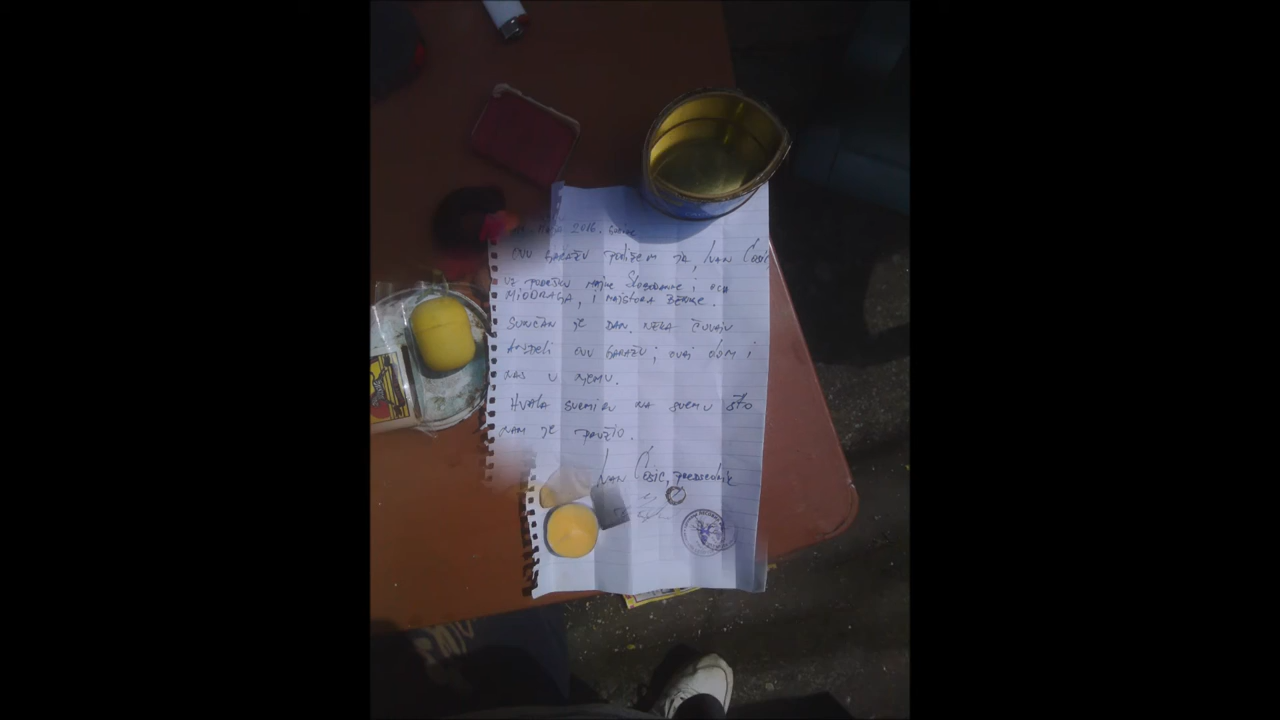 2016. godine
OVU GARAŽU PODIŽEM JA, IVAN ĆOSIĆ,
UZ PODRŠKU MAJKE SLOBODANKE i OCA
MIODRAGA, I MAJSTORA ZENKE.
SUNČAN JE DAN. NEKA ČUVAJU
ANĐELI OVU GARAŽU, OVAJ DOM i
NAS U NJEMU.
HVALA SVEMIRU NA SVEMU ŠTO
NAM JE PRUŽIO.
IVAN ĆOSIĆ, PREDSEDNIK